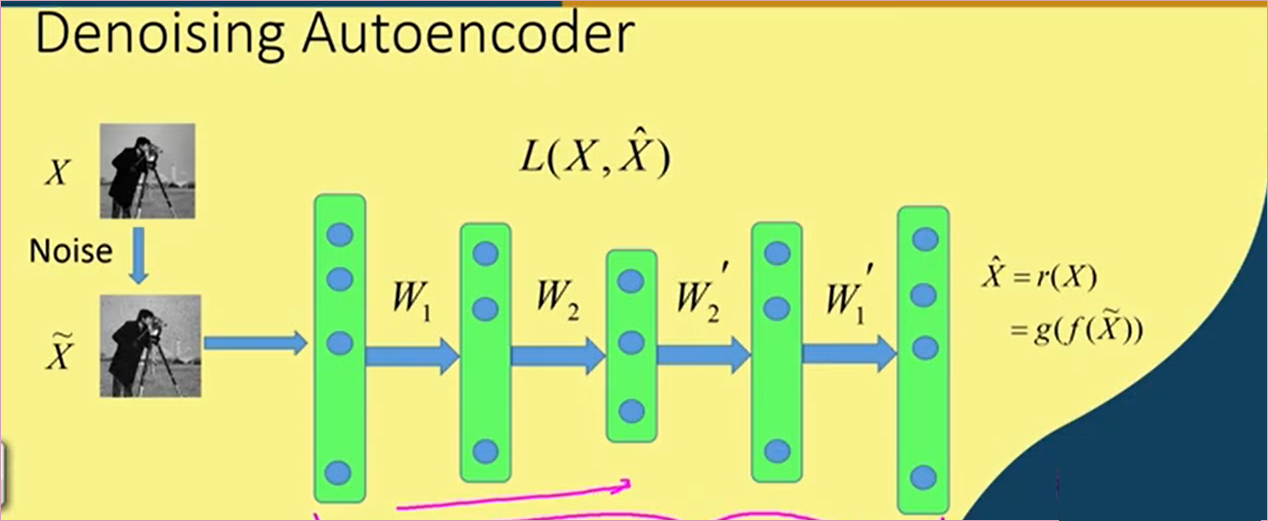 Denoising Autoencoder
X
L(X, X̂)
Noise
W₁
W₂
W₂′
W₁′
X̂ = r(X)
= g(f(X̃))
X̃